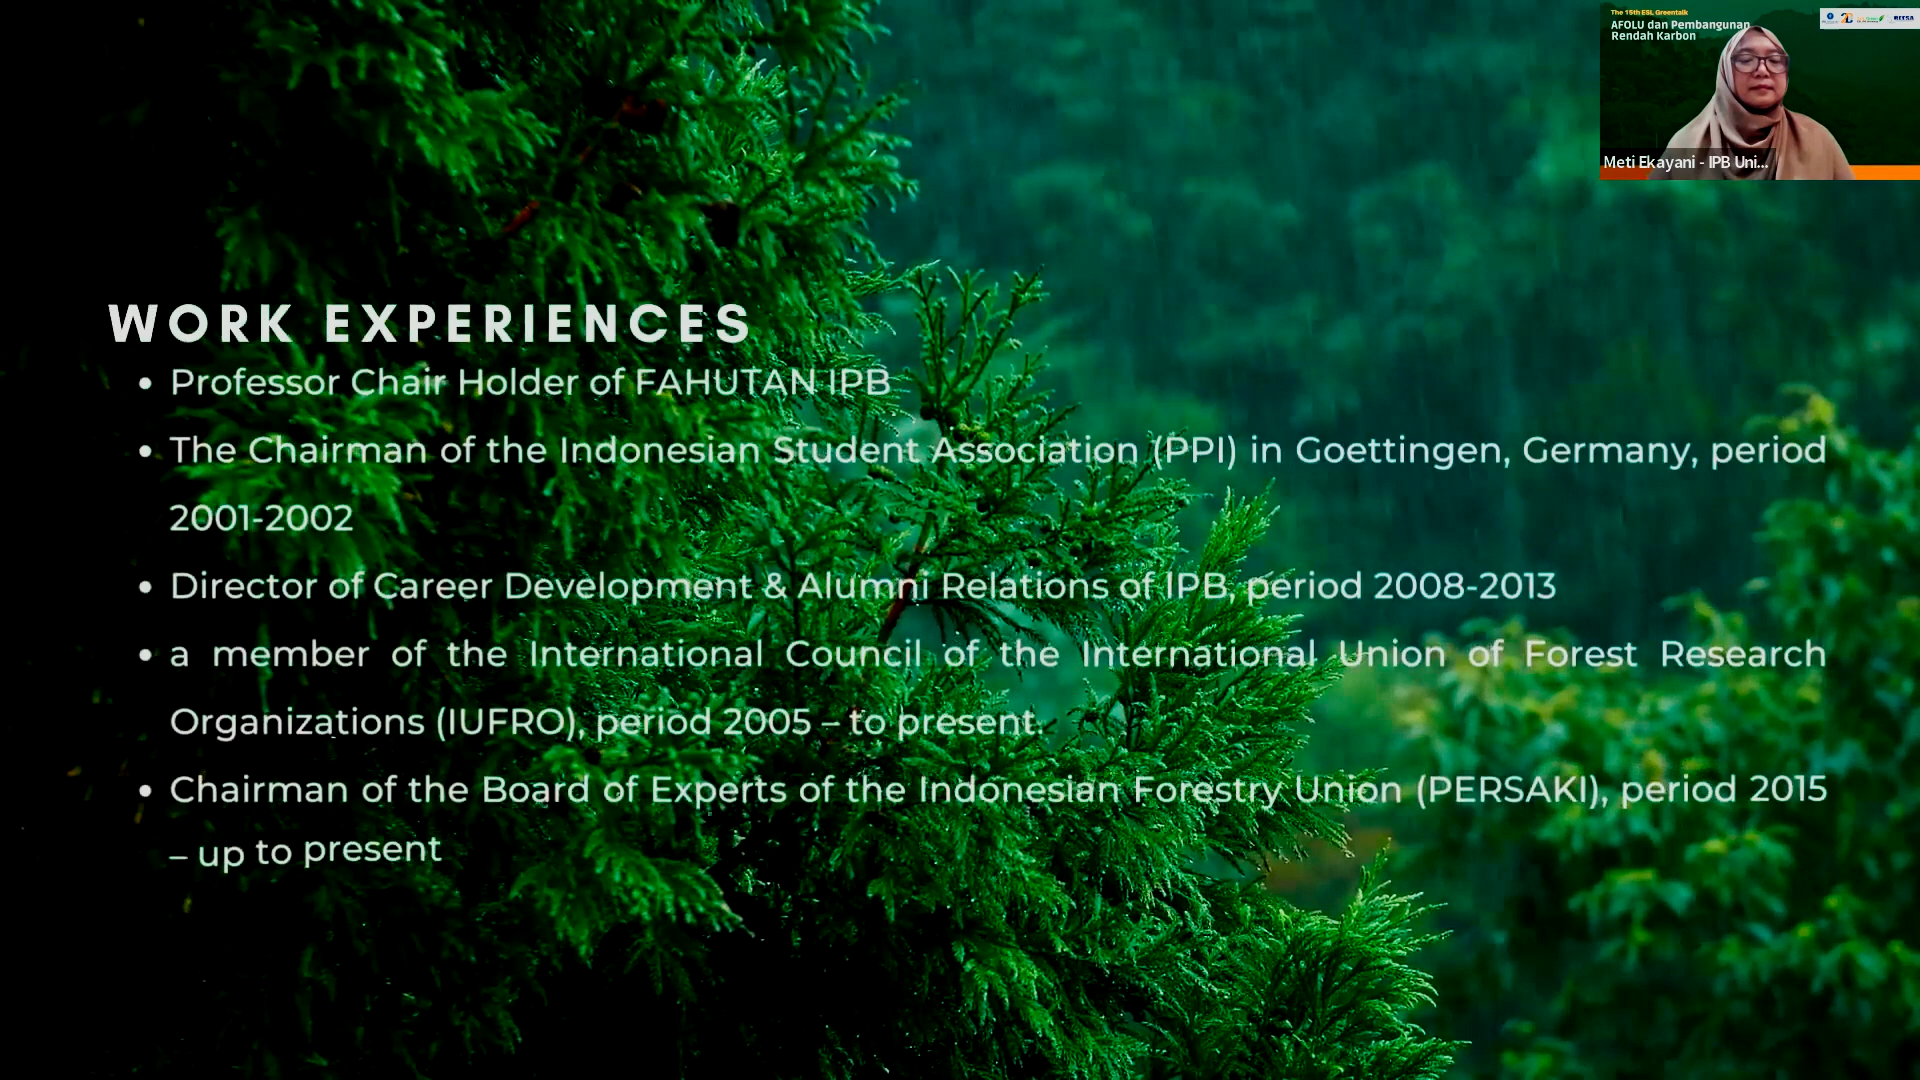 The 15th ESL Greentalk
AFOLU dan Pembangunan
Rendah Karbon
Meti Ekayani - IPB Uni...
WORK EXPERIENCES
• Professor Chair Holder of FAHUTAN IPB
• The Chairman of the Indonesian Student Association (PPI) in Goettingen, Germany, period
2001-2002
• Director of Career Development & Alumni Relations of IPB, period 2008-2013
• a member of the International Council of the International Union of Forest Research
Organizations (IUFRO), period 2005 – to present.
• Chairman of the Board of Experts of the Indonesian Forestry Union (PERSAKI), period 2015
– up to present